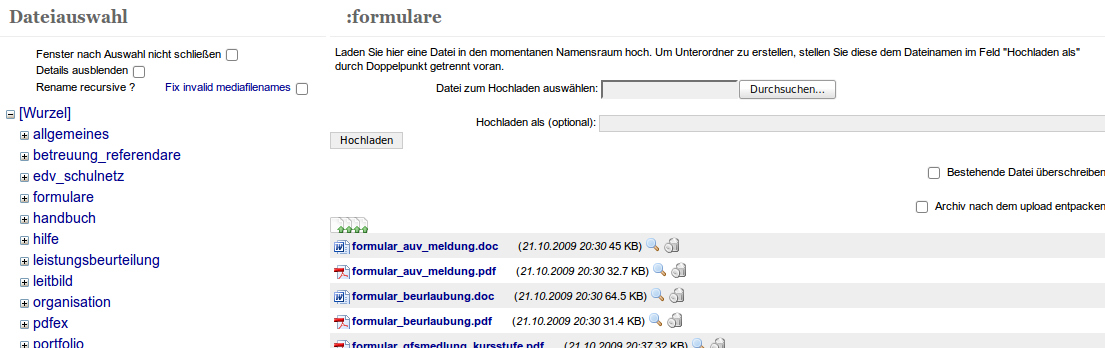 Dateiauswahl
Fenster nach Auswahl nicht schließen
Details ausblenden
Rename recursive ? Fix invalid mediafilenames
[Wurzel]
allgemeines
betreuung_referendare
edv_schulnetz
formulare
handbuch
hilfe
leistungsbeurteilung
leitbild
organisation
pdfex
portfolio
:formulare
Laden Sie hier eine Datei in den momentanen Namensraum hoch. Um Unterordner zu erstellen, stellen Sie diese dem Dateinamen im Feld "Hochladen als"
durch Doppelpunkt getrennt voran.
Datei zum Hochladen auswählen: Durchsuchen...
Hochladen als (optional):
Hochladen
Bestehende Datei überschreiben
Archiv nach dem upload entpacken
formular_auv_meldung.doc (21.10.2009 20:30 45 KB)
formular_auv_meldung.pdf (21.10.2009 20:30 32.7 KB)
formular_beurlaubung.doc (21.10.2009 20:30 64.5 KB)
formular_beurlaubung.pdf (21.10.2009 20:30 31.4 KB)
formular_gfsmedlung_kursstufe.pdf (21.10.2009 20:37 32 KB)